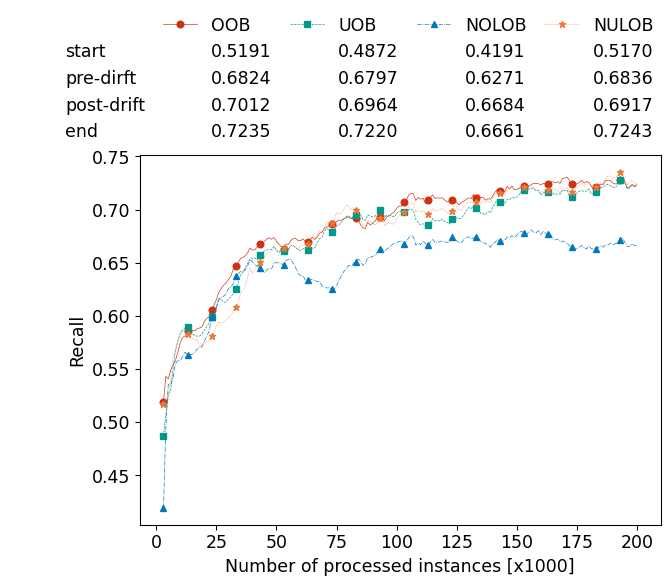 OOB UOB NOLOB NULOB
start 0.5191 0.4872 0.4191 0.5170
pre-dirft 0.6824 0.6797 0.6271 0.6836
post-drift 0.7012 0.6964 0.6684 0.6917
end 0.7235 0.7220 0.6661 0.7243
0.75
0.70
0.65
0.60
0.55
0.50
0.45
Recall
0 25 50 75 100 125 150 175 200
Number of processed instances [x1000]